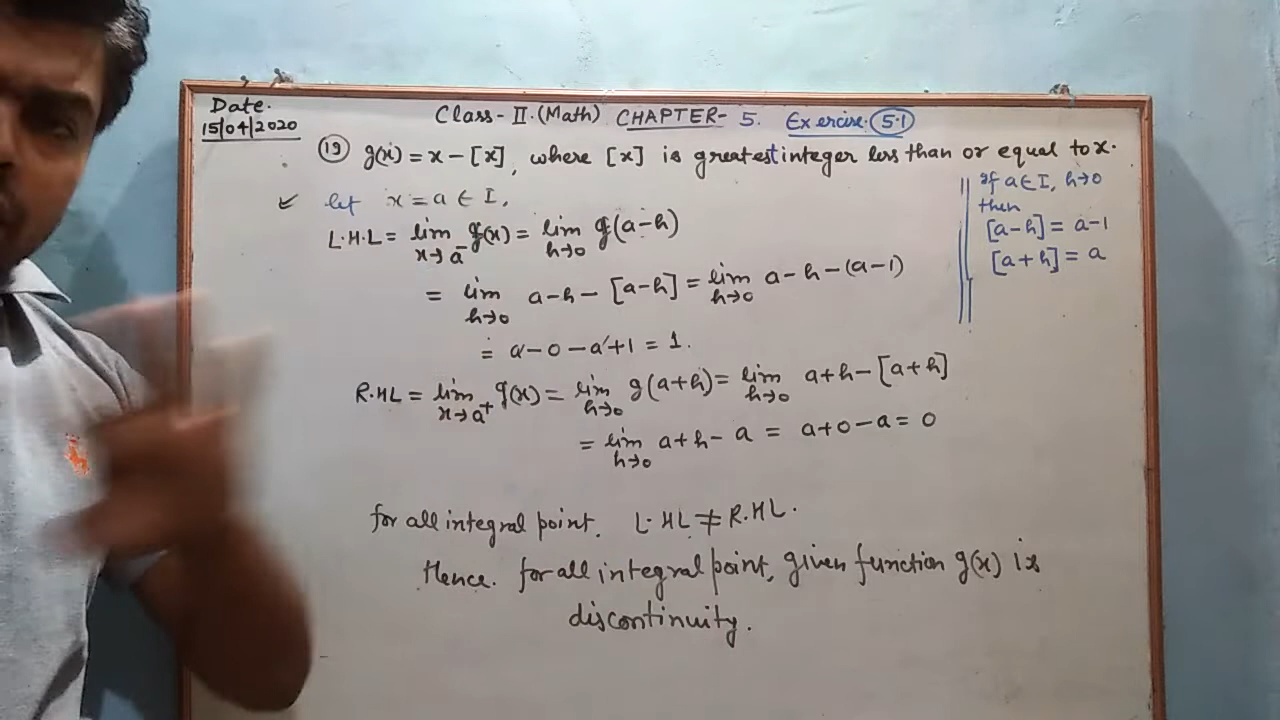 Date.
15/04/2020
Class-II.(Math) CHAPTER- 5. Exercise.5.1
(19) g(x) = x - [x], where [x] is greatest integer less than or equal to x.
let x = a ∈ I,
L.H.L = lim x→a⁻ g(x) = lim h→0 g(a-h)
= lim h→0 a-h-[a-h] = lim h→0 a-h-(a-1)
= a-0-a+1 = 1.
R.HL = lim x→a⁺ g(x) = lim h→0 g(a+h) = lim h→0 a+h-[a+h]
= lim h→0 a+h-a = a+0-a = 0
for all integral point. L.HL ≠ R.HL.
Hence. for all integral point, given function g(x) is
discontinuity.
If a ∈ I, h→0
then
[a-h] = a-1
[a+h] = a